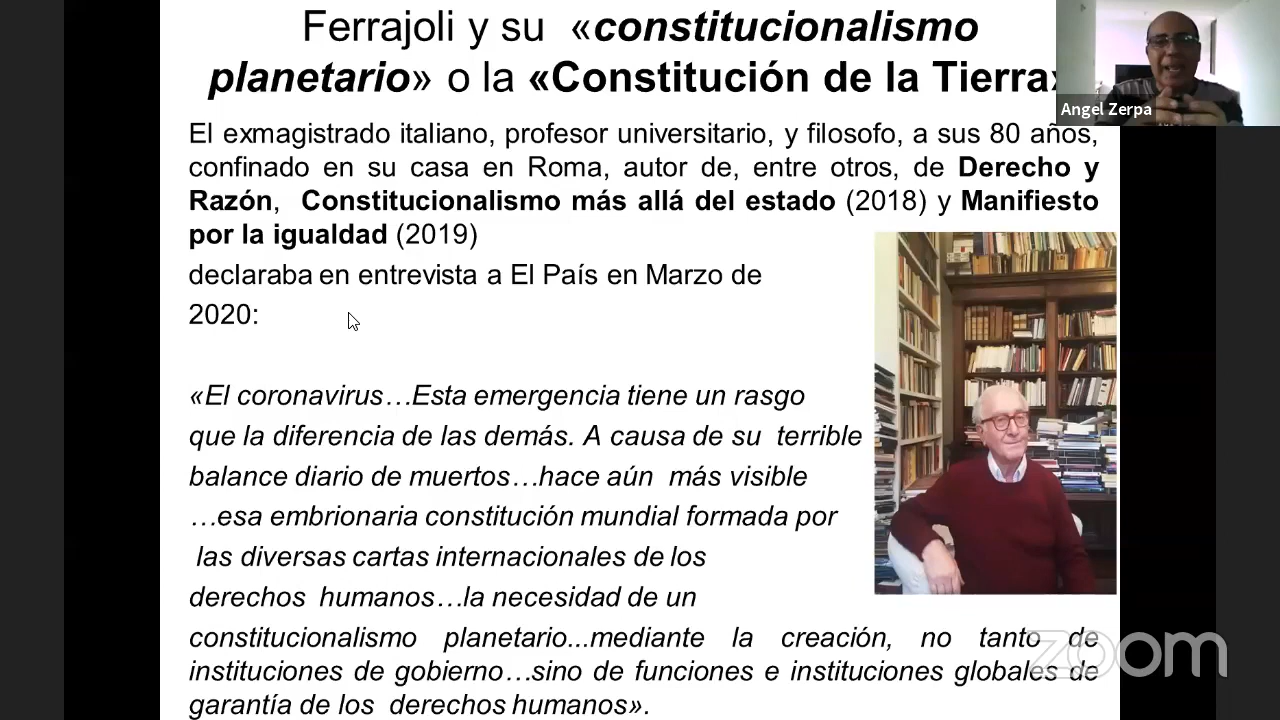 Ferrajoli y su «constitucionalismo
planetario» o la «Constitución de la Tierra»
Angel Zerpa
El exmagistrado italiano, profesor universitario, y filosofo, a sus 80 años,
confinado en su casa en Roma, autor de, entre otros, de Derecho y
Razón, Constitucionalismo más allá del estado (2018) y Manifiesto
por la igualdad (2019)
declaraba en entrevista a El País en Marzo de
2020:
«El coronavirus…Esta emergencia tiene un rasgo
que la diferencia de las demás. A causa de su terrible
balance diario de muertos…hace aún más visible
…esa embrionaria constitución mundial formada por
las diversas cartas internacionales de los
derechos humanos…la necesidad de un
constitucionalismo planetario...mediante la creación, no tanto de
instituciones de gobierno…sino de funciones e instituciones globales de
garantía de los derechos humanos».
zoom